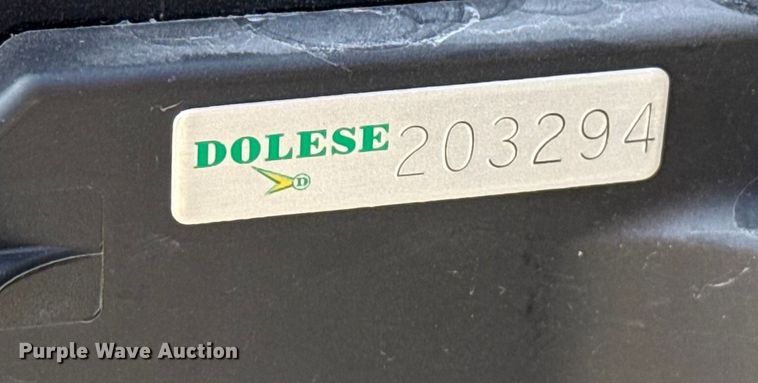 DOLESE 203294
D
Purple Wave Auction